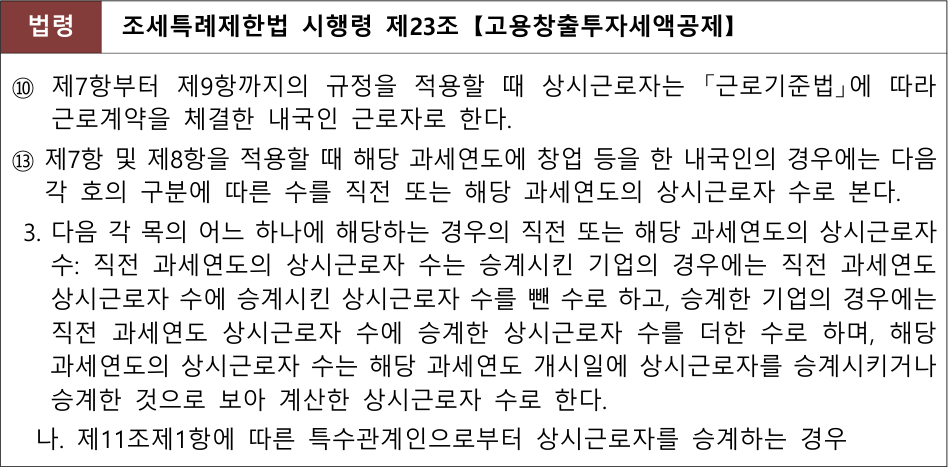 법령 조세특례제한법 시행령 제23조【고용창출투자세액공제】
⑩ 제7항부터 제9항까지의 규정을 적용할 때 상시근로자는 「근로기준법」에 따라
근로계약을 체결한 내국인 근로자로 한다.
⑬ 제7항 및 제8항을 적용할 때 해당 과세연도에 창업 등을 한 내국인의 경우에는 다음
각 호의 구분에 따른 수를 직전 또는 해당 과세연도의 상시근로자 수로 본다.
3. 다음 각 목의 어느 하나에 해당하는 경우의 직전 또는 해당 과세연도의 상시근로자
수: 직전 과세연도의 상시근로자 수는 승계시킨 기업의 경우에는 직전 과세연도
상시근로자 수에 승계시킨 상시근로자 수를 뺀 수로 하고, 승계한 기업의 경우에는
직전 과세연도 상시근로자 수에 승계한 상시근로자 수를 더한 수로 하며, 해당
과세연도의 상시근로자 수는 해당 과세연도 개시일에 상시근로자를 승계시키거나
승계한 것으로 보아 계산한 상시근로자 수로 한다.
나. 제11조제1항에 따른 특수관계인으로부터 상시근로자를 승계하는 경우